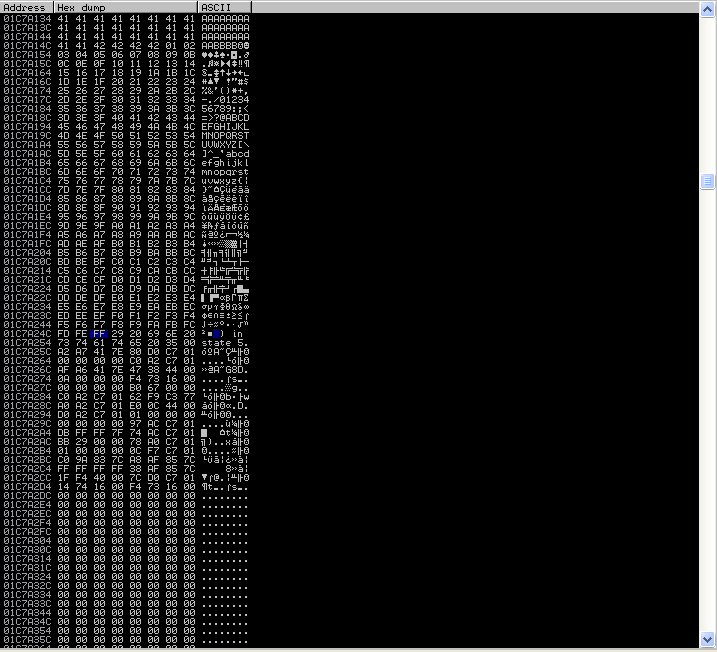 Address Hex dump ASCII
01C7A134 41 41 41 41 41 41 41 41 AAAAAAAA
01C7A13C 41 41 41 41 41 41 41 41 AAAAAAAA
01C7A144 41 41 41 41 41 41 41 41 AAAAAAAA
01C7A14C 41 41 42 42 42 42 01 02 AABBBB☺☻
01C7A154 03 04 05 06 07 08 09 0B ♥♦♣♠•◘.♂
01C7A15C 0C 0E 0F 10 11 12 13 14 .♫☼►◄↕‼¶
01C7A164 15 16 17 18 19 1A 1B 1C §▬↨↑↓→←∟
01C7A16C 1D 1E 1F 20 21 22 23 24 ↔▲▼ !"#$
01C7A174 25 26 27 28 29 2A 2B 2C %&'()*+,
01C7A17C 2D 2E 2F 30 31 32 33 34 -./01234
01C7A184 35 36 37 38 39 3A 3B 3C 56789:;<
01C7A18C 3D 3E 3F 40 41 42 43 44 =>?@ABCD
01C7A194 45 46 47 48 49 4A 4B 4C EFGHIJKL
01C7A19C 4D 4E 4F 50 51 52 53 54 MNOPQRST
01C7A1A4 55 56 57 58 59 5A 5B 5C UVWXYZ[\
01C7A1AC 5D 5E 5F 60 61 62 63 64 ]^_`abcd
01C7A1B4 65 66 67 68 69 6A 6B 6C efghijkl
01C7A1BC 6D 6E 6F 70 71 72 73 74 mnopqrst
01C7A1C4 75 76 77 78 79 7A 7B 7C uvwxyz{|
01C7A1CC 7D 7E 7F 80 81 82 83 84 }~⌂Çüéâä
01C7A1D4 85 86 87 88 89 8A 8B 8C àåçêëèïî
01C7A1DC 8D 8E 8F 90 91 92 93 94 ìÄÅÉæÆôö
01C7A1E4 95 96 97 98 99 9A 9B 9C òûùÿÖÜ¢£
01C7A1EC 9D 9E 9F A0 A1 A2 A3 A4 ¥₧ƒáíóúñ
01C7A1F4 A5 A6 A7 A8 A9 AA AB AC Ѫº¿⌐¬½¼
01C7A1FC AD AE AF B0 B1 B2 B3 B4 ¡«»░▒▓│┤
01C7A204 B5 B6 B7 B8 B9 BA BB BC ╡╢╖╕╣║╗╝
01C7A20C BD BE BF C0 C1 C2 C3 C4 ╜╛┐└┴┬├─
01C7A214 C5 C6 C7 C8 C9 CA CB CC ┼╞╟╚╔╩╦╠
01C7A21C CD CE CF D0 D1 D2 D3 D4 ═╬╧╨╤╥╙╘
01C7A224 D5 D6 D7 D8 D9 DA DB DC ╒╓╫╪┘┌█▄
01C7A22C DD DE DF E0 E1 E2 E3 E4 ▌▐▀αßΓπΣ
01C7A234 E5 E6 E7 E8 E9 EA EB EC σµτΦΘΩδ∞
01C7A23C ED EE EF F0 F1 F2 F3 F4 φε∩≡±≥≤⌠
01C7A244 F5 F6 F7 F8 F9 FA FB FC ⌡÷≈°∙·√ⁿ
01C7A24C FD FE FF 29 20 69 6E 20 ²■ ) in
01C7A254 73 74 61 74 65 20 35 00 state 5.
01C7A25C A2 A7 41 7E 80 D0 C7 01 óºA~Ç╨╟☺
01C7A264 00 00 00 00 C0 A2 C7 01 ....└ó╟☺
01C7A26C AF A6 41 7E 47 38 44 00 »ªA~G8D.
01C7A274 0A 00 00 00 F4 73 16 00 ....⌠s▬.
01C7A27C 00 00 00 00 B0 67 00 00 ....░g..
01C7A284 C0 A2 C7 01 62 F9 C3 77 └ó╟☺b∙├w
01C7A28C A0 A2 C7 01 E0 0C 44 00 áó╟☺α.D.
01C7A294 D0 A2 C7 01 01 00 00 00 ╨ó╟☺☺...
01C7A29C 00 00 00 00 97 AC C7 01 ....ù¼╟☺
01C7A2A4 DB FF FF 7F 74 AC C7 01 █  ⌂t¼╟☺
01C7A2AC BB 29 00 00 78 A0 C7 01 ╗)..xá╟☺
01C7A2B4 01 00 00 00 0C F7 C7 01 ☺....≈╟☺
01C7A2BC C0 9A 83 7C A8 AF 85 7C └Üâ|¿»à|
01C7A2C4 FF FF FF FF 38 AF 85 7C     8»à|
01C7A2CC 1F F4 40 00 7C D0 C7 01 ▼⌠@.|╨╟☺
01C7A2D4 14 74 16 00 F4 73 16 00 ¶t▬.⌠s▬.
01C7A2DC 00 00 00 00 00 00 00 00 ........
01C7A2E4 00 00 00 00 00 00 00 00 ........
01C7A2EC 00 00 00 00 00 00 00 00 ........
01C7A2F4 00 00 00 00 00 00 00 00 ........
01C7A2FC 00 00 00 00 00 00 00 00 ........
01C7A304 00 00 00 00 00 00 00 00 ........
01C7A30C 00 00 00 00 00 00 00 00 ........
01C7A314 00 00 00 00 00 00 00 00 ........
01C7A31C 00 00 00 00 00 00 00 00 ........
01C7A324 00 00 00 00 00 00 00 00 ........
01C7A32C 00 00 00 00 00 00 00 00 ........
01C7A334 00 00 00 00 00 00 00 00 ........
01C7A33C 00 00 00 00 00 00 00 00 ........
01C7A344 00 00 00 00 00 00 00 00 ........
01C7A34C 00 00 00 00 00 00 00 00 ........
01C7A354 00 00 00 00 00 00 00 00 ........
01C7A35C 00 00 00 00 00 00 00 00 ........